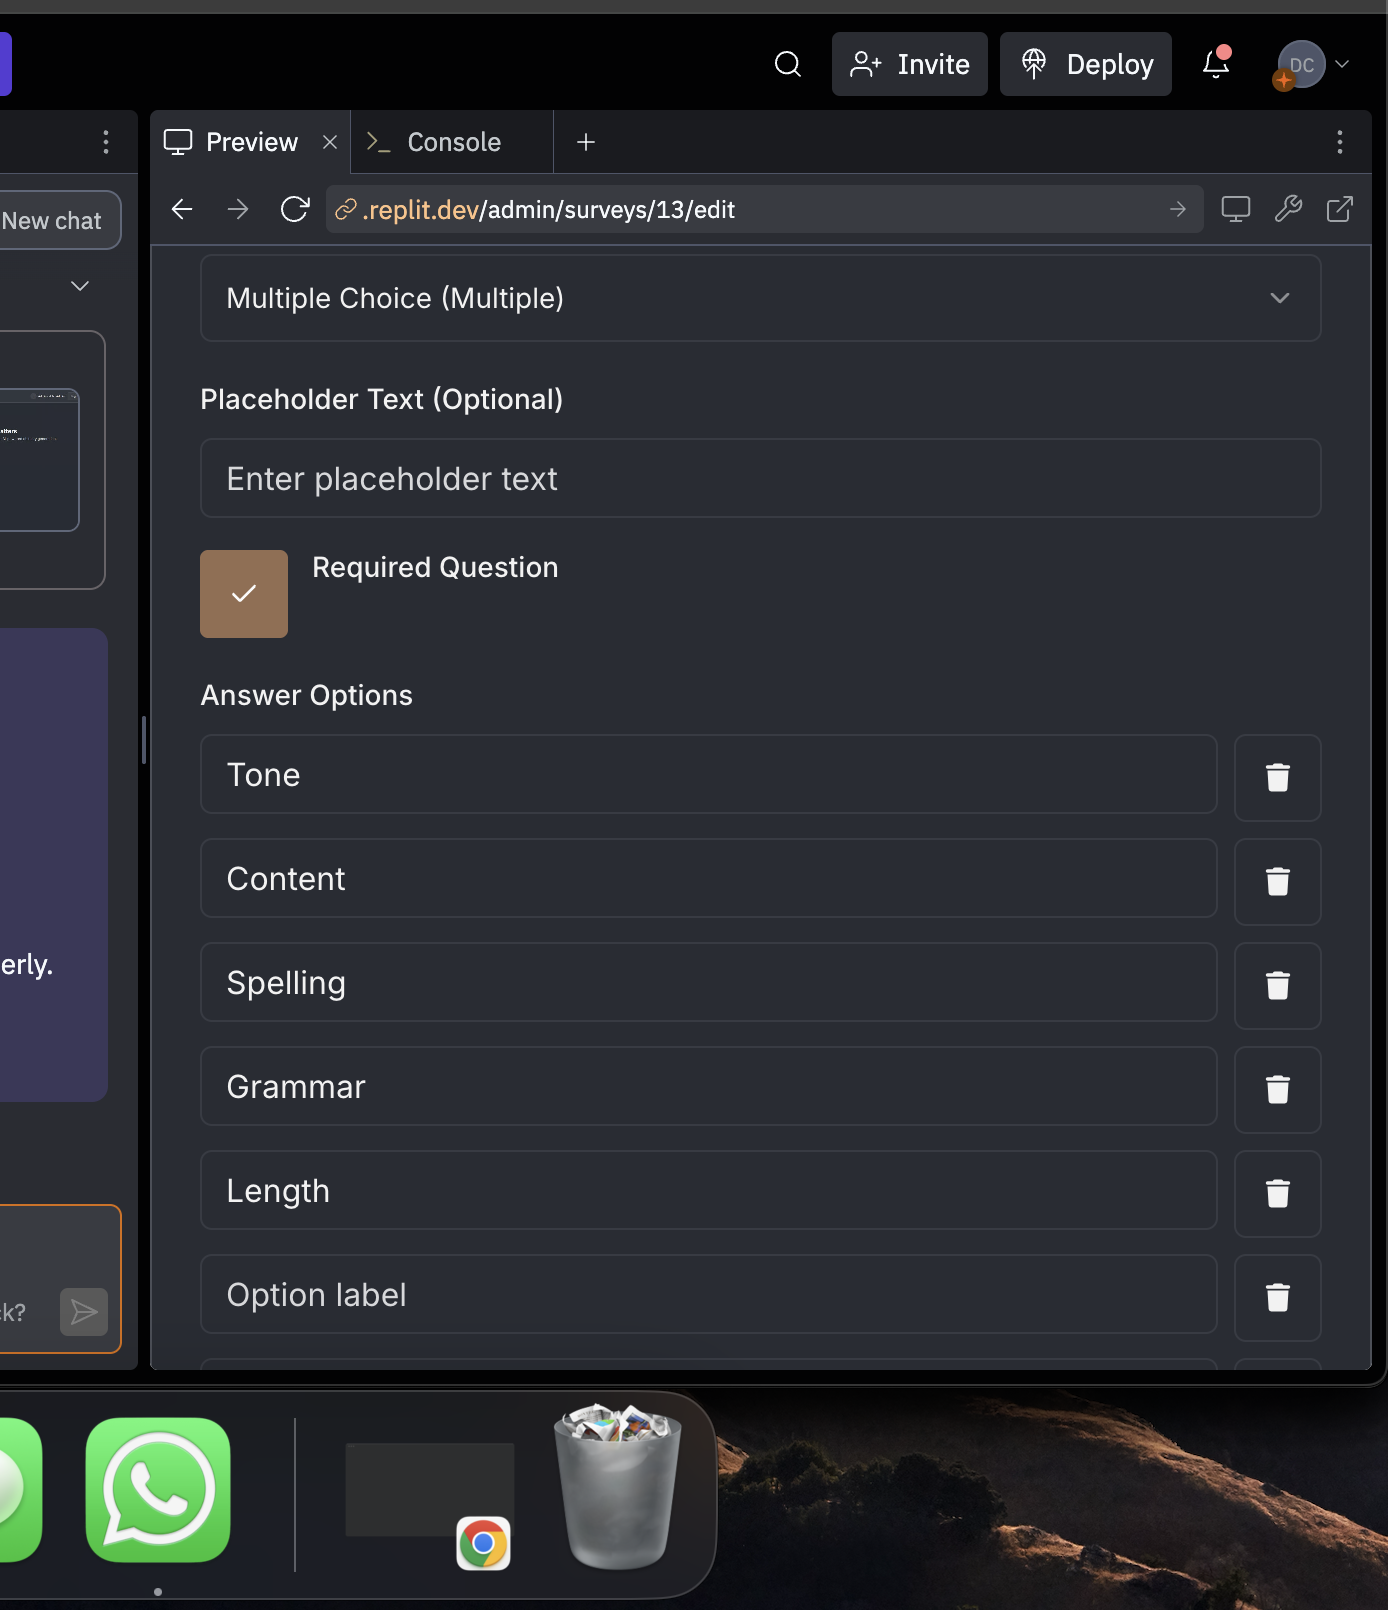 Invite
Deploy
DC
Preview
Console
New chat
.replit.dev/admin/surveys/13/edit
Multiple Choice (Multiple)
Placeholder Text (Optional)
Enter placeholder text
Required Question
Answer Options
Tone
Content
Spelling
erly.
Grammar
Length
Option label
k?